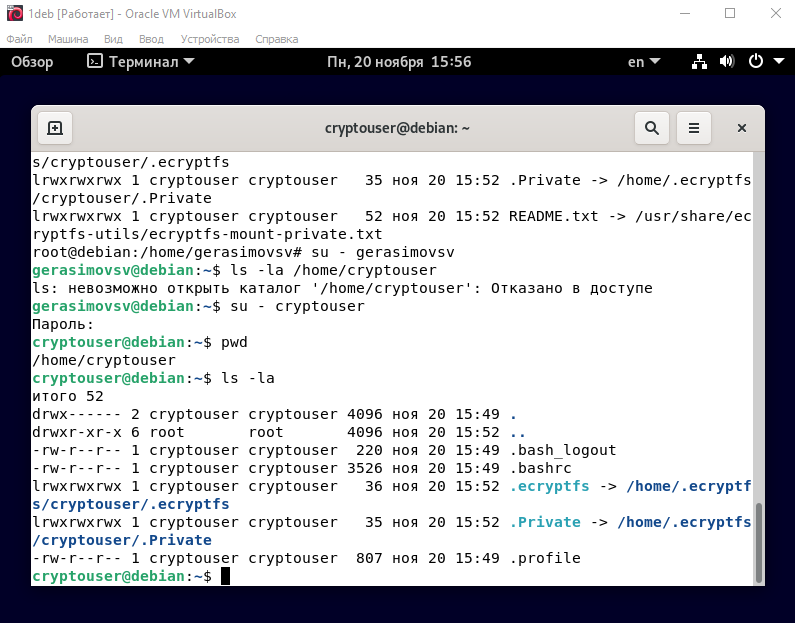 1deb [Работает] - Oracle VM VirtualBox
Файл Машина Вид Ввод Устройства Справка
Обзор Терминал Пн, 20 ноября 15:56 en
cryptouser@debian: ~
s/cryptouser/.ecryptfs
lrwxrwxrwx 1 cryptouser cryptouser   35 ноя 20 15:52 .Private -> /home/.ecryptfs
/cryptouser/.Private
lrwxrwxrwx 1 cryptouser cryptouser   52 ноя 20 15:52 README.txt -> /usr/share/ec
ryptfs-utils/ecryptfs-mount-private.txt
root@debian:/home/gerasimovsv# su - gerasimovsv
gerasimovsv@debian:~$ ls -la /home/cryptouser
ls: невозможно открыть каталог '/home/cryptouser': Отказано в доступе
gerasimovsv@debian:~$ su - cryptouser
Пароль:
cryptouser@debian:~$ pwd
/home/cryptouser
cryptouser@debian:~$ ls -la
итого 52
drwx------ 2 cryptouser cryptouser 4096 ноя 20 15:49 .
drwxr-xr-x 6 root       root       4096 ноя 20 15:52 ..
-rw-r--r-- 1 cryptouser cryptouser  220 ноя 20 15:49 .bash_logout
-rw-r--r-- 1 cryptouser cryptouser 3526 ноя 20 15:49 .bashrc
lrwxrwxrwx 1 cryptouser cryptouser   36 ноя 20 15:52 .ecryptfs -> /home/.ecryptf
s/cryptouser/.ecryptfs
lrwxrwxrwx 1 cryptouser cryptouser   35 ноя 20 15:52 .Private -> /home/.ecryptfs
/cryptouser/.Private
-rw-r--r-- 1 cryptouser cryptouser  807 ноя 20 15:49 .profile
cryptouser@debian:~$